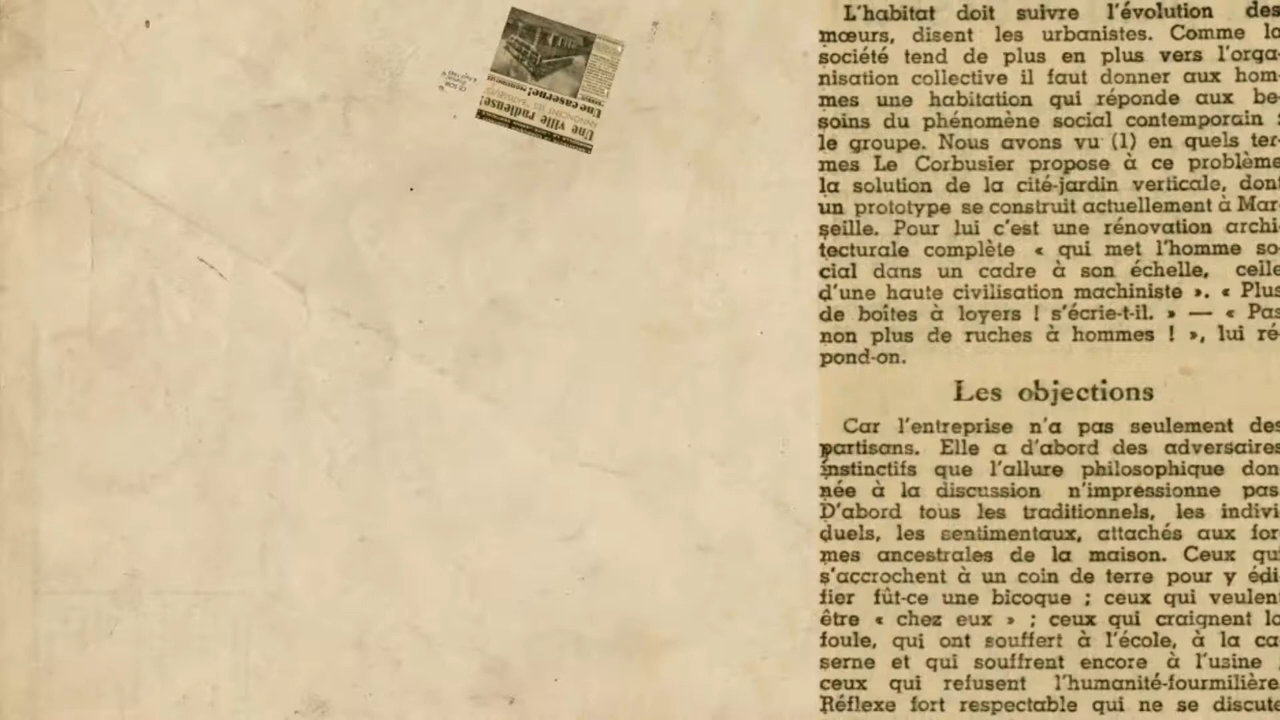 Une ville radieuse!
ANNONCENT LES BÂTISSEURS
Une caserne!
L'habitat doit suivre l'évolution des
mœurs, disent les urbanistes. Comme la
société tend de plus en plus vers l'orga-
nisation collective il faut donner aux hom-
mes une habitation qui réponde aux be-
soins du phénomène social contemporain :
le groupe. Nous avons vu (1) en quels ter-
mes Le Corbusier propose à ce problème
la solution de la cité-jardin verticale, dont
un prototype se construit actuellement à Mar-
seille. Pour lui c'est une rénovation archi-
tecturale complète « qui met l'homme so-
cial dans un cadre à son échelle, celle
d'une haute civilisation machiniste ». « Plus
de boîtes à loyers ! s'écrie-t-il. » — « Pas
non plus de ruches à hommes ! », lui ré-
pond-on.
Les objections
Car l'entreprise n'a pas seulement des
partisans. Elle a d'abord des adversaires
instinctifs que l'allure philosophique don
née à la discussion n'impressionne pas
D'abord tous les traditionnels, les indivi
duels, les sentimentaux, attachés aux for
mes ancestrales de la maison. Ceux qui
s'accrochent à un coin de terre pour y édi
fier fût-ce une bicoque ; ceux qui veulent
être « chez eux » ; ceux qui craignent la
foule, qui ont souffert à l'école, à la ca
serne et qui souffrent encore à l'usine
ceux qui refusent l'humanité-fourmilière
Réflexe fort respectable qui ne se discute